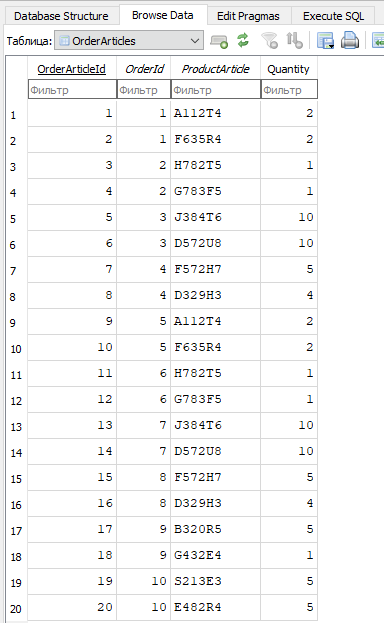 Database Structure Browse Data Edit Pragmas Execute SQL
Таблица: OrderArticles
OrderArticleId OrderId ProductArticle Quantity
Фильтр Фильтр Фильтр Фильтр
1 1 1 A112T4 2
2 2 1 F635R4 2
3 3 2 H782T5 1
4 4 2 G783F5 1
5 5 3 J384T6 10
6 6 3 D572U8 10
7 7 4 F572H7 5
8 8 4 D329H3 4
9 9 5 A112T4 2
10 10 5 F635R4 2
11 11 6 H782T5 1
12 12 6 G783F5 1
13 13 7 J384T6 10
14 14 7 D572U8 10
15 15 8 F572H7 5
16 16 8 D329H3 4
17 17 9 B320R5 5
18 18 9 G432E4 1
19 19 10 S213E3 5
20 20 10 E482R4 5